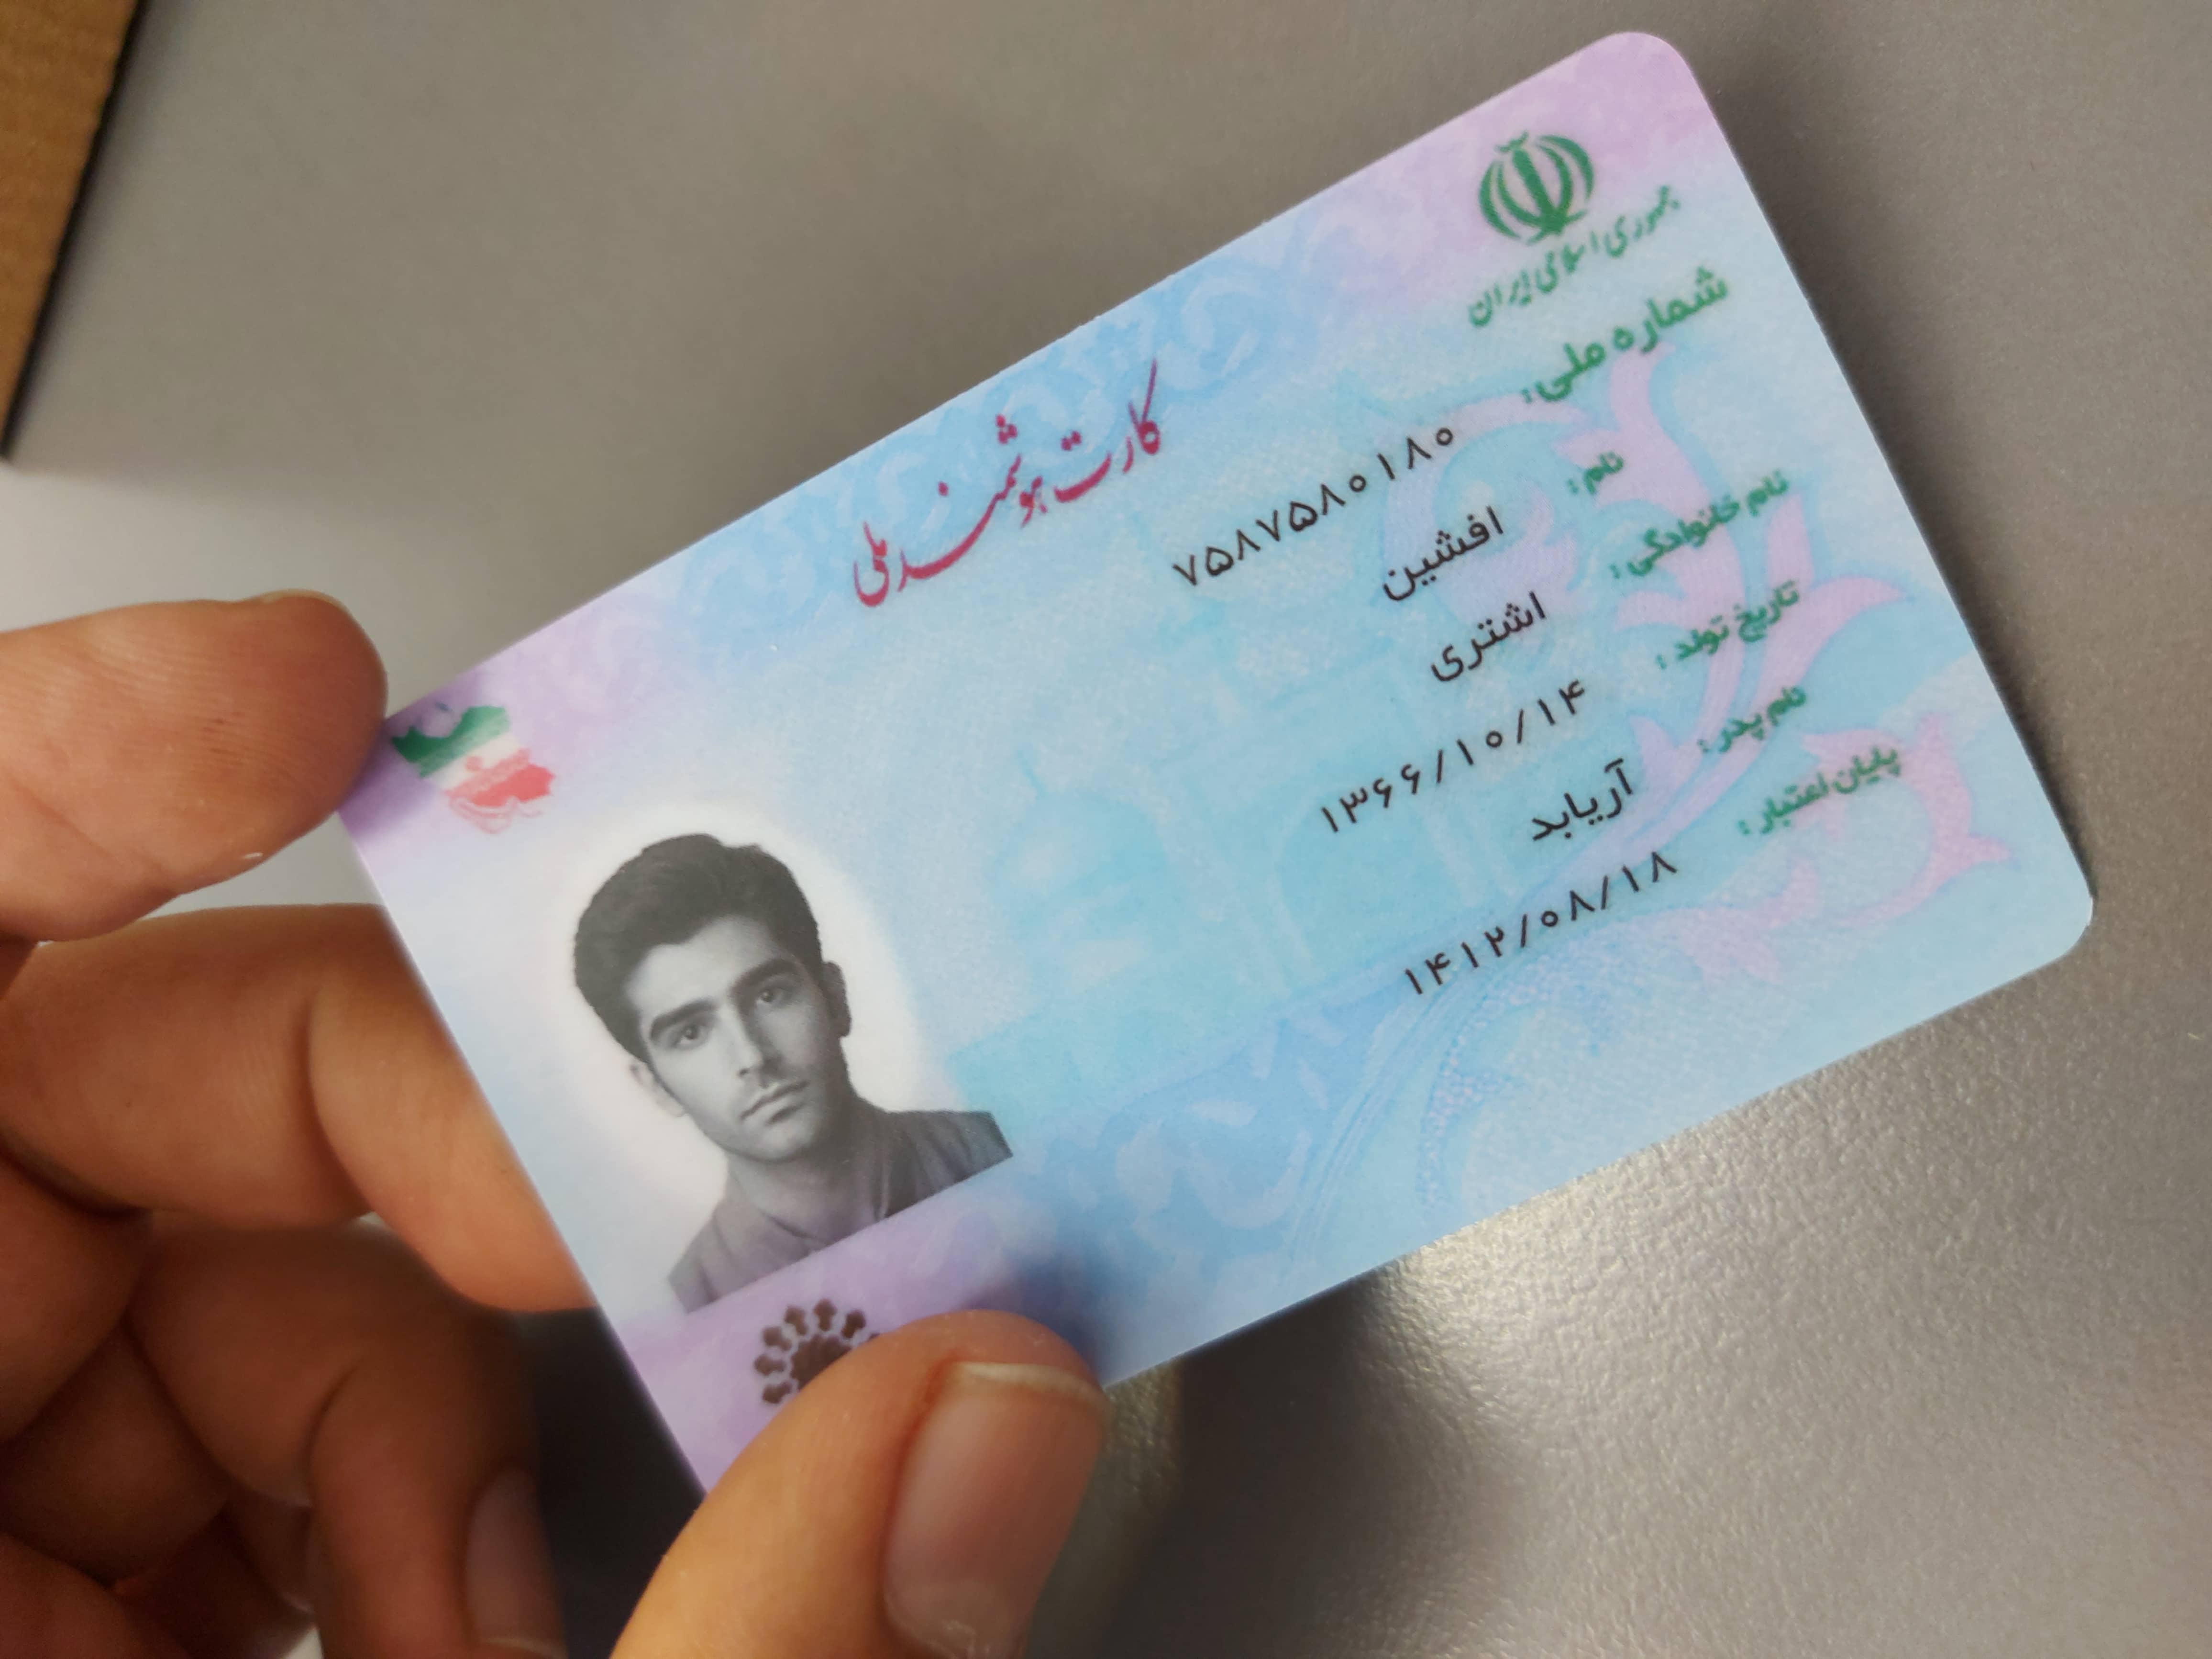 جمهوری اسلامی ایران
کارت هوشمند ملی
شماره ملی:
۷۵۸۷۵۸۰۱۸۰
نام:
افشین
نام خانوادگی:
اشتری
تاریخ تولد:
۱۳۶۶/۱۰/۱۴
نام پدر:
آریابد
پایان اعتبار:
۱۴۱۲/۰۸/۱۸